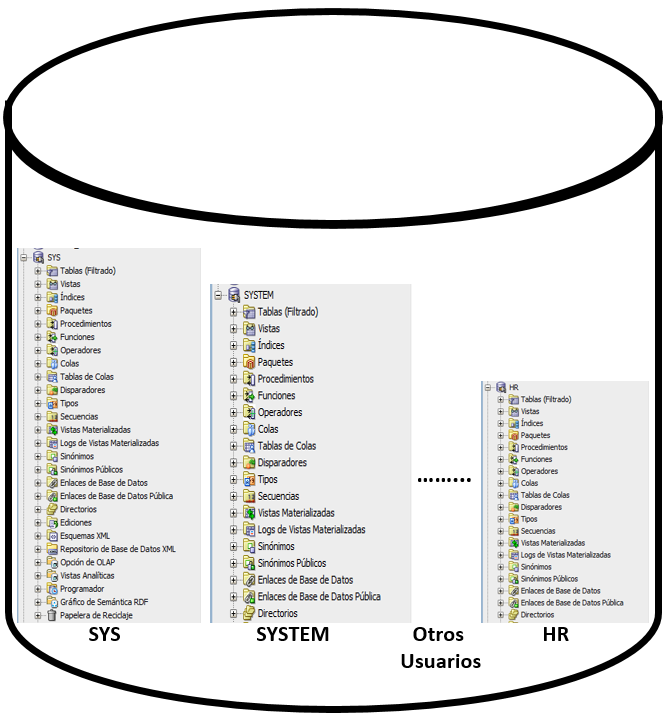 SYS
Tablas (Filtrado)
Vistas
Índices
Paquetes
Procedimientos
Funciones
Operadores
Colas
Tablas de Colas
Disparadores
Tipos
Secuencias
Vistas Materializadas
Logs de Vistas Materializadas
Sinónimos
Sinónimos Públicos
Enlaces de Base de Datos
Enlaces de Base de Datos Pública
Directorios
Ediciones
Esquemas XML
Repositorio de Base de Datos XML
Opción de OLAP
Vistas Analíticas
Programador
Gráfico de Semántica RDF
Papelera de Reciclaje
SYS
SYSTEM
Tablas (Filtrado)
Vistas
Índices
Paquetes
Procedimientos
Funciones
Operadores
Colas
Tablas de Colas
Disparadores
Tipos
Secuencias
Vistas Materializadas
Logs de Vistas Materializadas
Sinónimos
Sinónimos Públicos
Enlaces de Base de Datos
Enlaces de Base de Datos Pública
Directorios
SYSTEM
.........
Otros
Usuarios
HR
Tablas (Filtrado)
Vistas
Índices
Paquetes
Procedimientos
Funciones
Operadores
Colas
Tablas de Colas
Disparadores
Tipos
Secuencias
Vistas Materializadas
Logs de Vistas Materializadas
Sinónimos
Sinónimos Públicos
Enlaces de Base de Datos
Enlaces de Base de Datos Pública
Directorios
HR